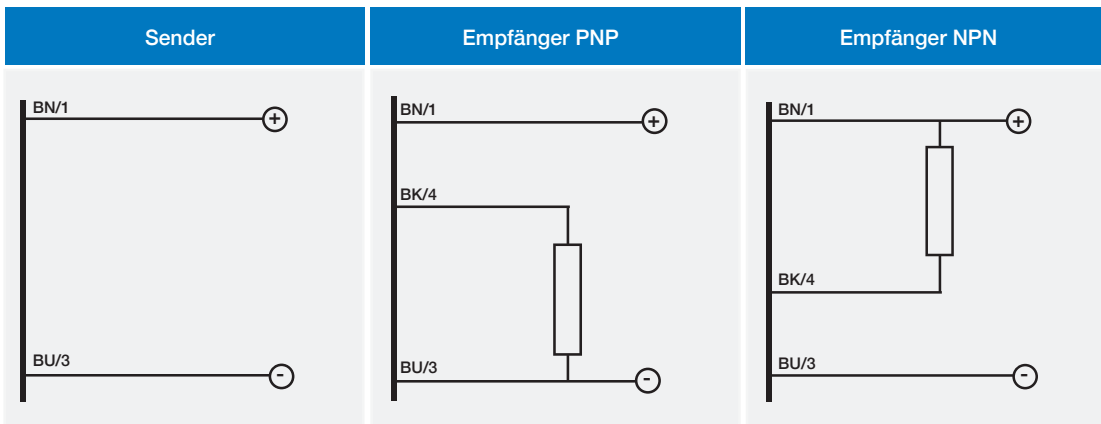 Sender
BN/1
+
BU/3
-
Empfänger PNP
BN/1
+
BK/4
BU/3
-
Empfänger NPN
BN/1
+
BK/4
BU/3
-